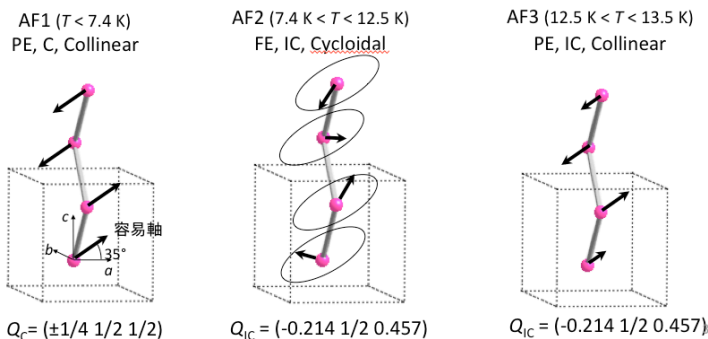 AF1 (T < 7.4 K)
PE, C, Collinear
c
b
a
35°
容易軸
Q_C= (±1/4 1/2 1/2)
AF2 (7.4 K < T < 12.5 K)
FE, IC, Cycloidal
Q_IC = (-0.214 1/2 0.457)
AF3 (12.5 K < T < 13.5 K)
PE, IC, Collinear
Q_IC = (-0.214 1/2 0.457)